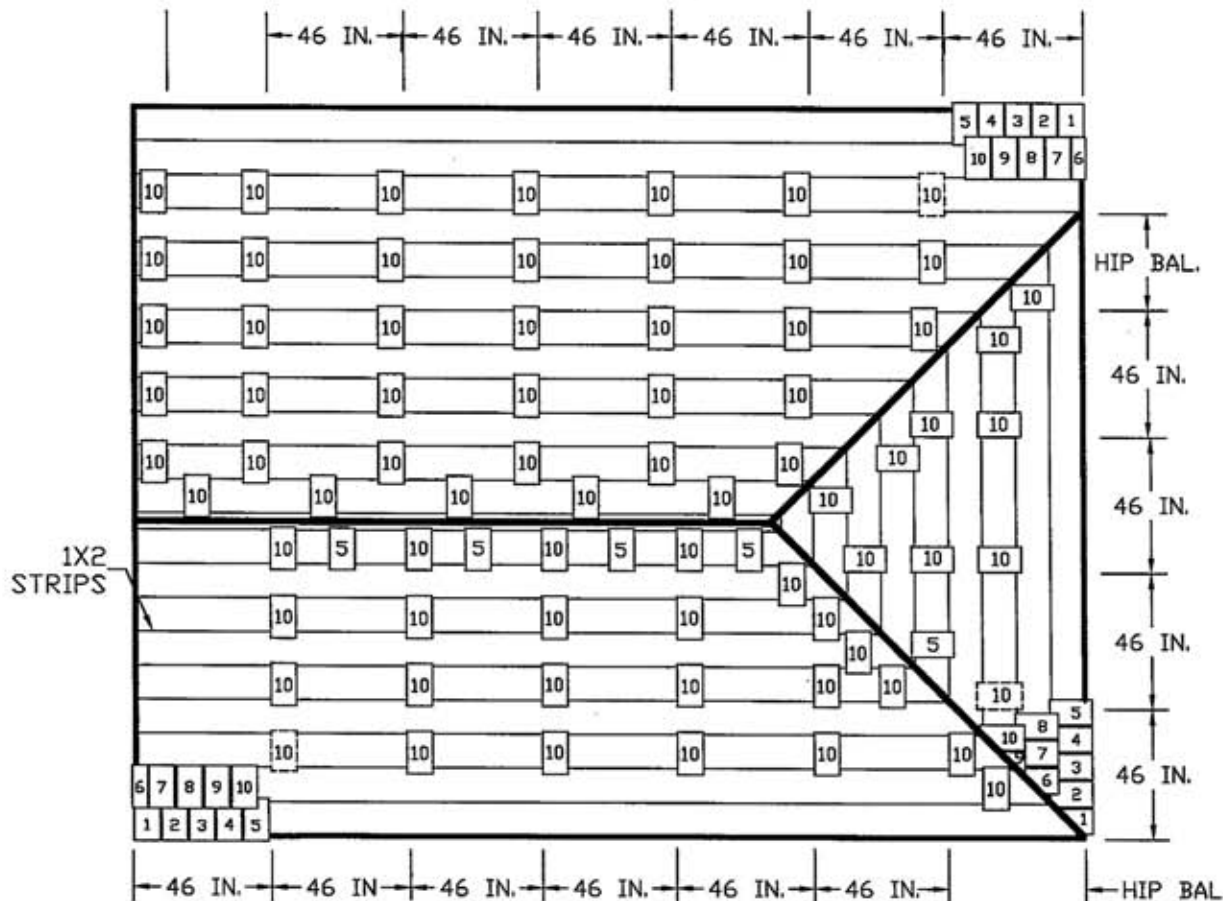 46 IN. 46 IN. 46 IN. 46 IN. 46 IN. 46 IN.
5 4 3 2 1
10 9 8 7 6
10 10 10 10 10 10 10
HIP BAL.
10 10 10 10 10 10 10
10
10 10 10 10 10 10 10 10
46 IN.
10 10 10 10 10 10 10 10
10 10 10 10 10 10 10
46 IN.
10 10 10 10 10 10
10 5 10 5 10 5 10 5 10 10 10
1X2
STRIPS
10
10 10 10 10 10
46 IN.
10 5
10 10 10 10 10 10 10
8 5
10 4
10 10 10 10 10 10 9 7 3
46 IN.
6 7 8 9 10 10 6 2
1 2 3 4 5 1
46 IN. 46 IN 46 IN. 46 IN. 46 IN. 46 IN. HIP BAL